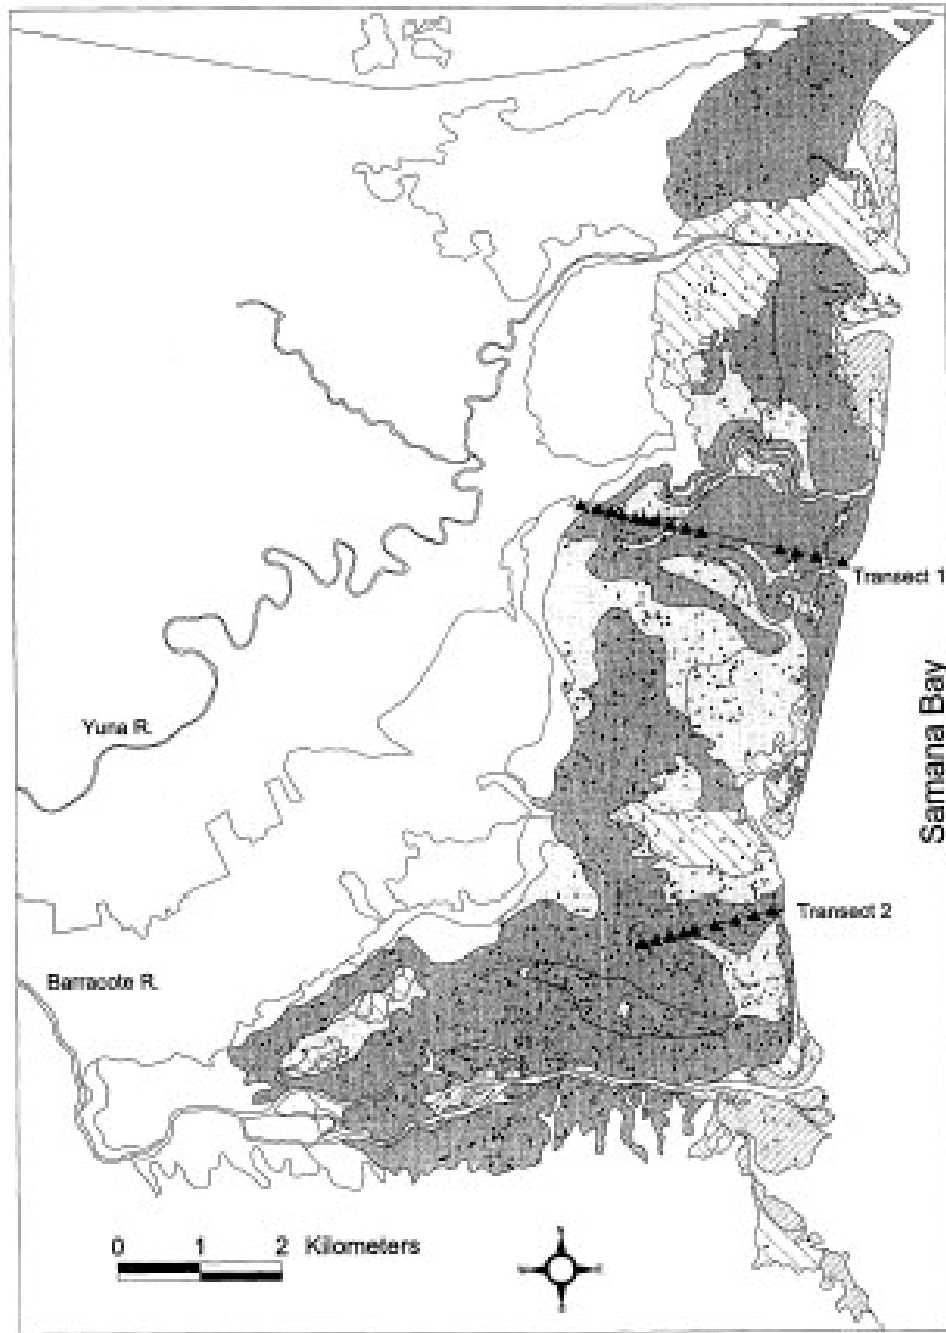 Transect 1
Samana Bay
Yuna R.
Transect 2
Barracote R.
0 1 2 Kilometers